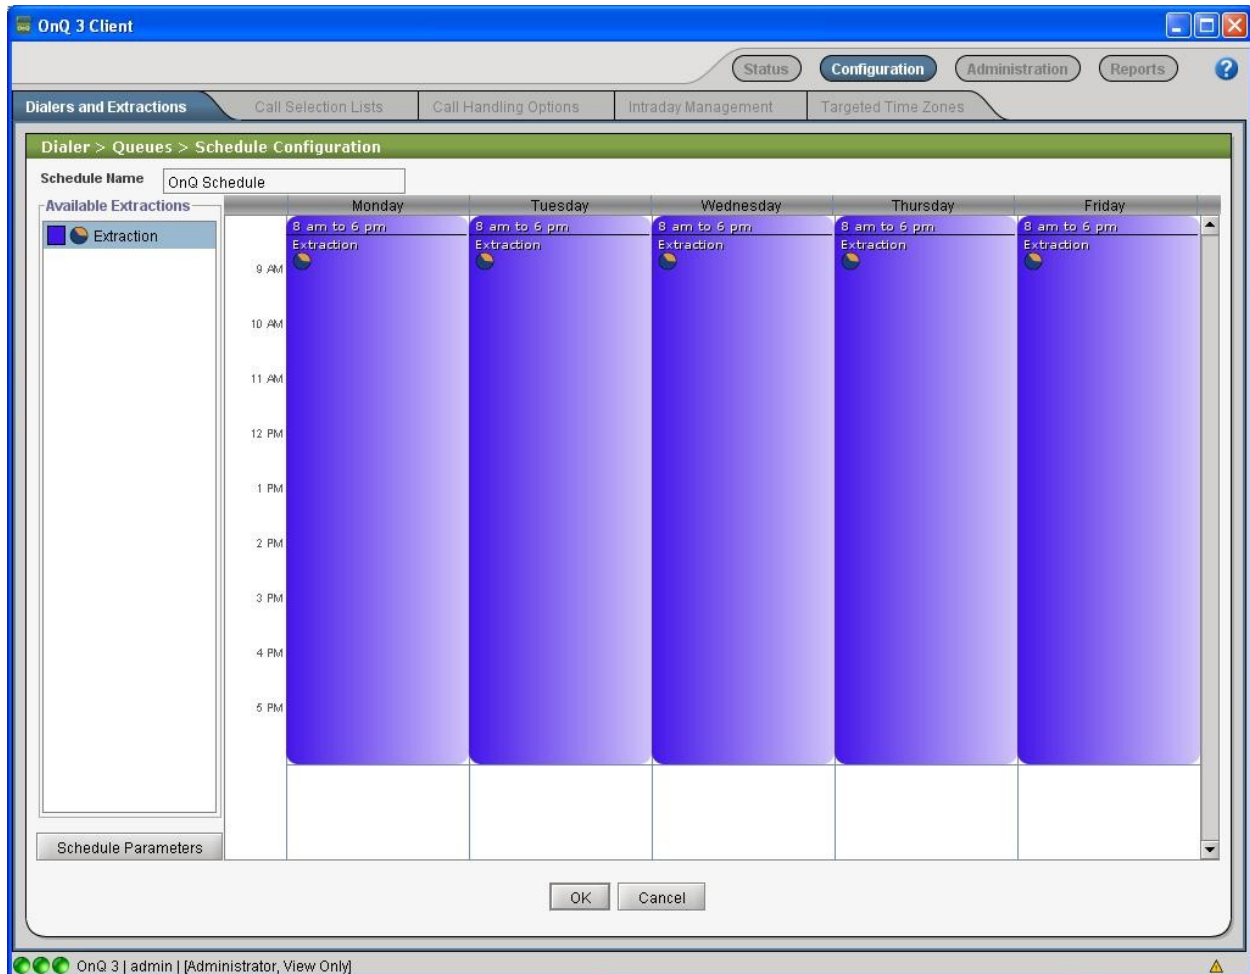 OnQ 3 Client
Status Configuration Administration Reports ?
Dialers and Extractions Call Selection Lists Call Handling Options Intraday Management Targeted Time Zones
Dialer > Queues > Schedule Configuration
Schedule Name OnQ Schedule
Available Extractions
Extraction
Monday Tuesday Wednesday Thursday Friday
8 am to 6 pm 8 am to 6 pm 8 am to 6 pm 8 am to 6 pm 8 am to 6 pm
Extraction Extraction Extraction Extraction Extraction
9 AM
10 AM
11 AM
12 PM
1 PM
2 PM
3 PM
4 PM
5 PM
Schedule Parameters
OK Cancel
OnQ 3 | admin | [Administrator, View Only]